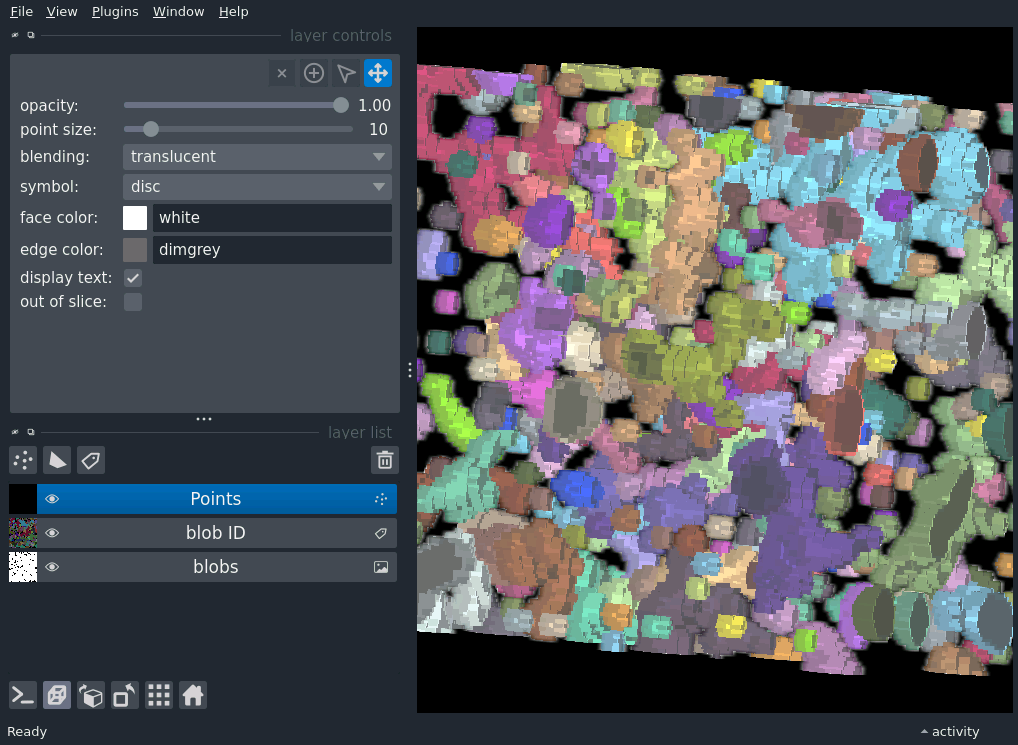 File View Plugins Window Help
layer controls
opacity: 1.00
point size: 10
blending: translucent
symbol: disc
face color: white
edge color: dimgrey
display text:
out of slice:
layer list
Points
blob ID
blobs
Ready
activity